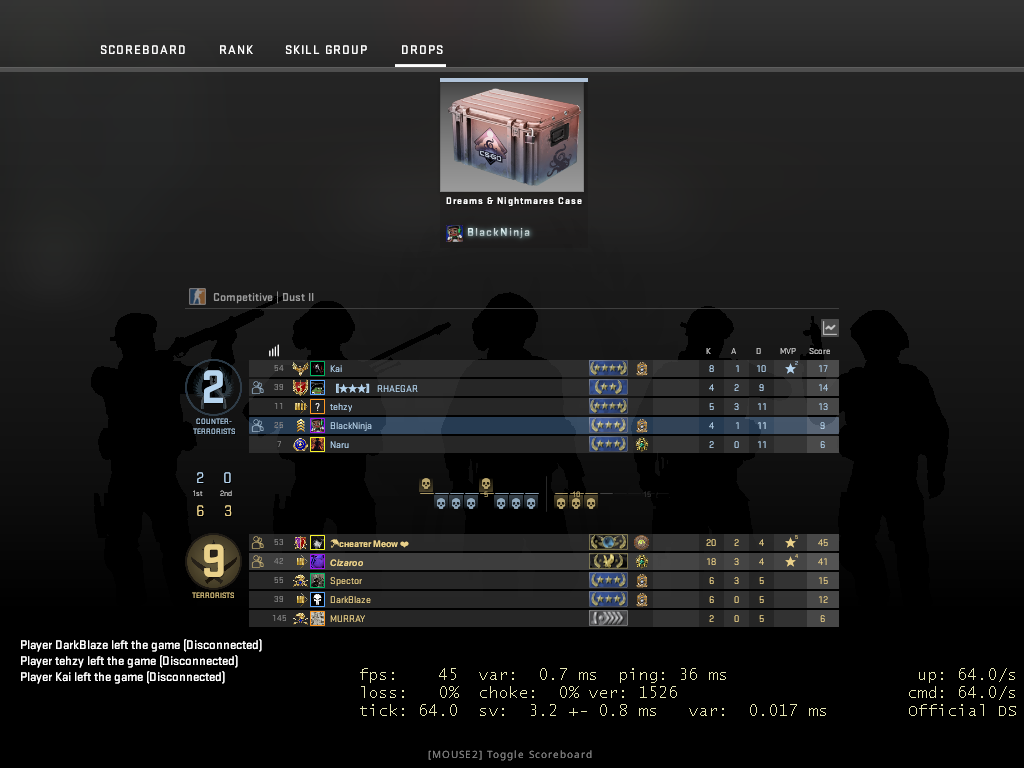 SCOREBOARD RANK SKILL GROUP DROPS
CS:GO
Dreams & Nightmares Case
BlackNinja
Competitive | Dust II
K A D MVP Score
54 Kai 8 1 10 2 17
39 [★★★] RHAEGAR 4 2 9 14
11 ? tehzy 5 3 11 13
26 BlackNinja 4 1 11 9
7 Naru 2 0 11 6
2
COUNTER-
TERRORISTS
2 0
1st 2nd
6 3
5 10 15
53 cheater Meow ❤ 20 2 4 45
42 Cizaroo 18 3 4 41
55 Spector 6 3 5 15
39 DarkBlaze 6 0 5 12
145 MURRAY 2 0 5 6
9
TERRORISTS
Player DarkBlaze left the game (Disconnected)
Player tehzy left the game (Disconnected)
Player Kai left the game (Disconnected)
fps: 45 var: 0.7 ms ping: 36 ms up: 64.0/s
loss: 0% choke: 0% ver: 1526 cmd: 64.0/s
tick: 64.0 sv: 3.2 +- 0.8 ms var: 0.017 ms Official DS
[MOUSE2] Toggle Scoreboard